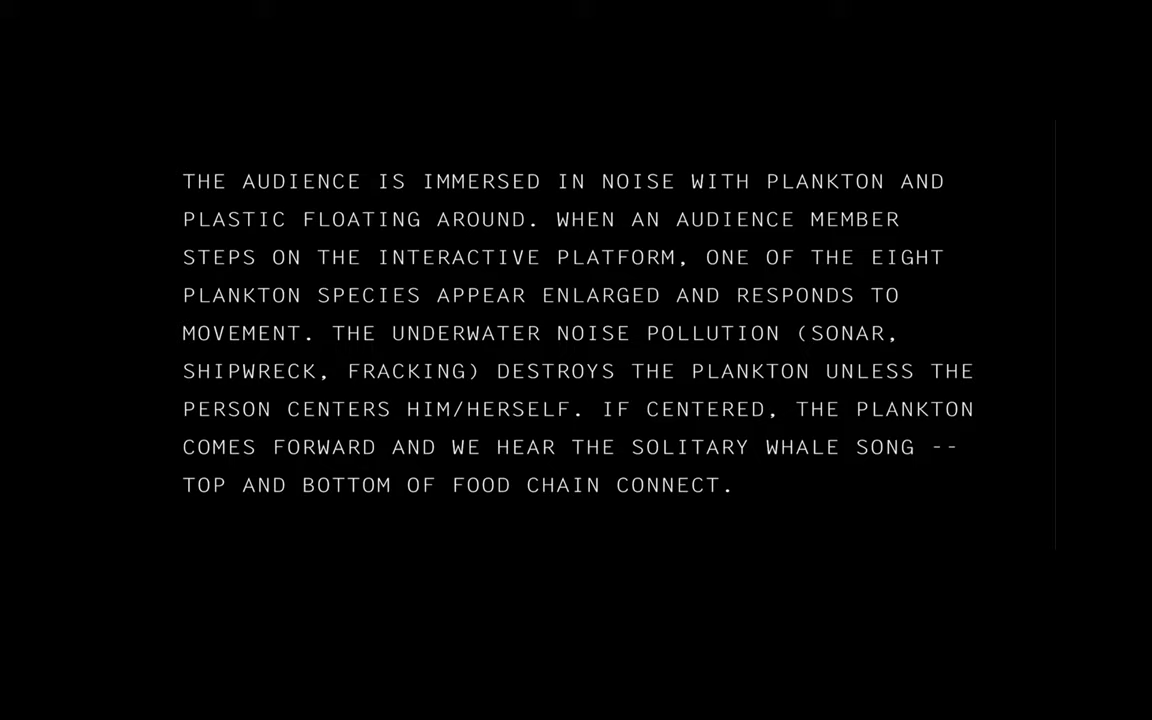 THE AUDIENCE IS IMMERSED IN NOISE WITH PLANKTON AND
PLASTIC FLOATING AROUND. WHEN AN AUDIENCE MEMBER
STEPS ON THE INTERACTIVE PLATFORM, ONE OF THE EIGHT
PLANKTON SPECIES APPEAR ENLARGED AND RESPONDS TO
MOVEMENT. THE UNDERWATER NOISE POLLUTION (SONAR,
SHIPWRECK, FRACKING) DESTROYS THE PLANKTON UNLESS THE
PERSON CENTERS HIM/HERSELF. IF CENTERED, THE PLANKTON
COMES FORWARD AND WE HEAR THE SOLITARY WHALE SONG --
TOP AND BOTTOM OF FOOD CHAIN CONNECT.